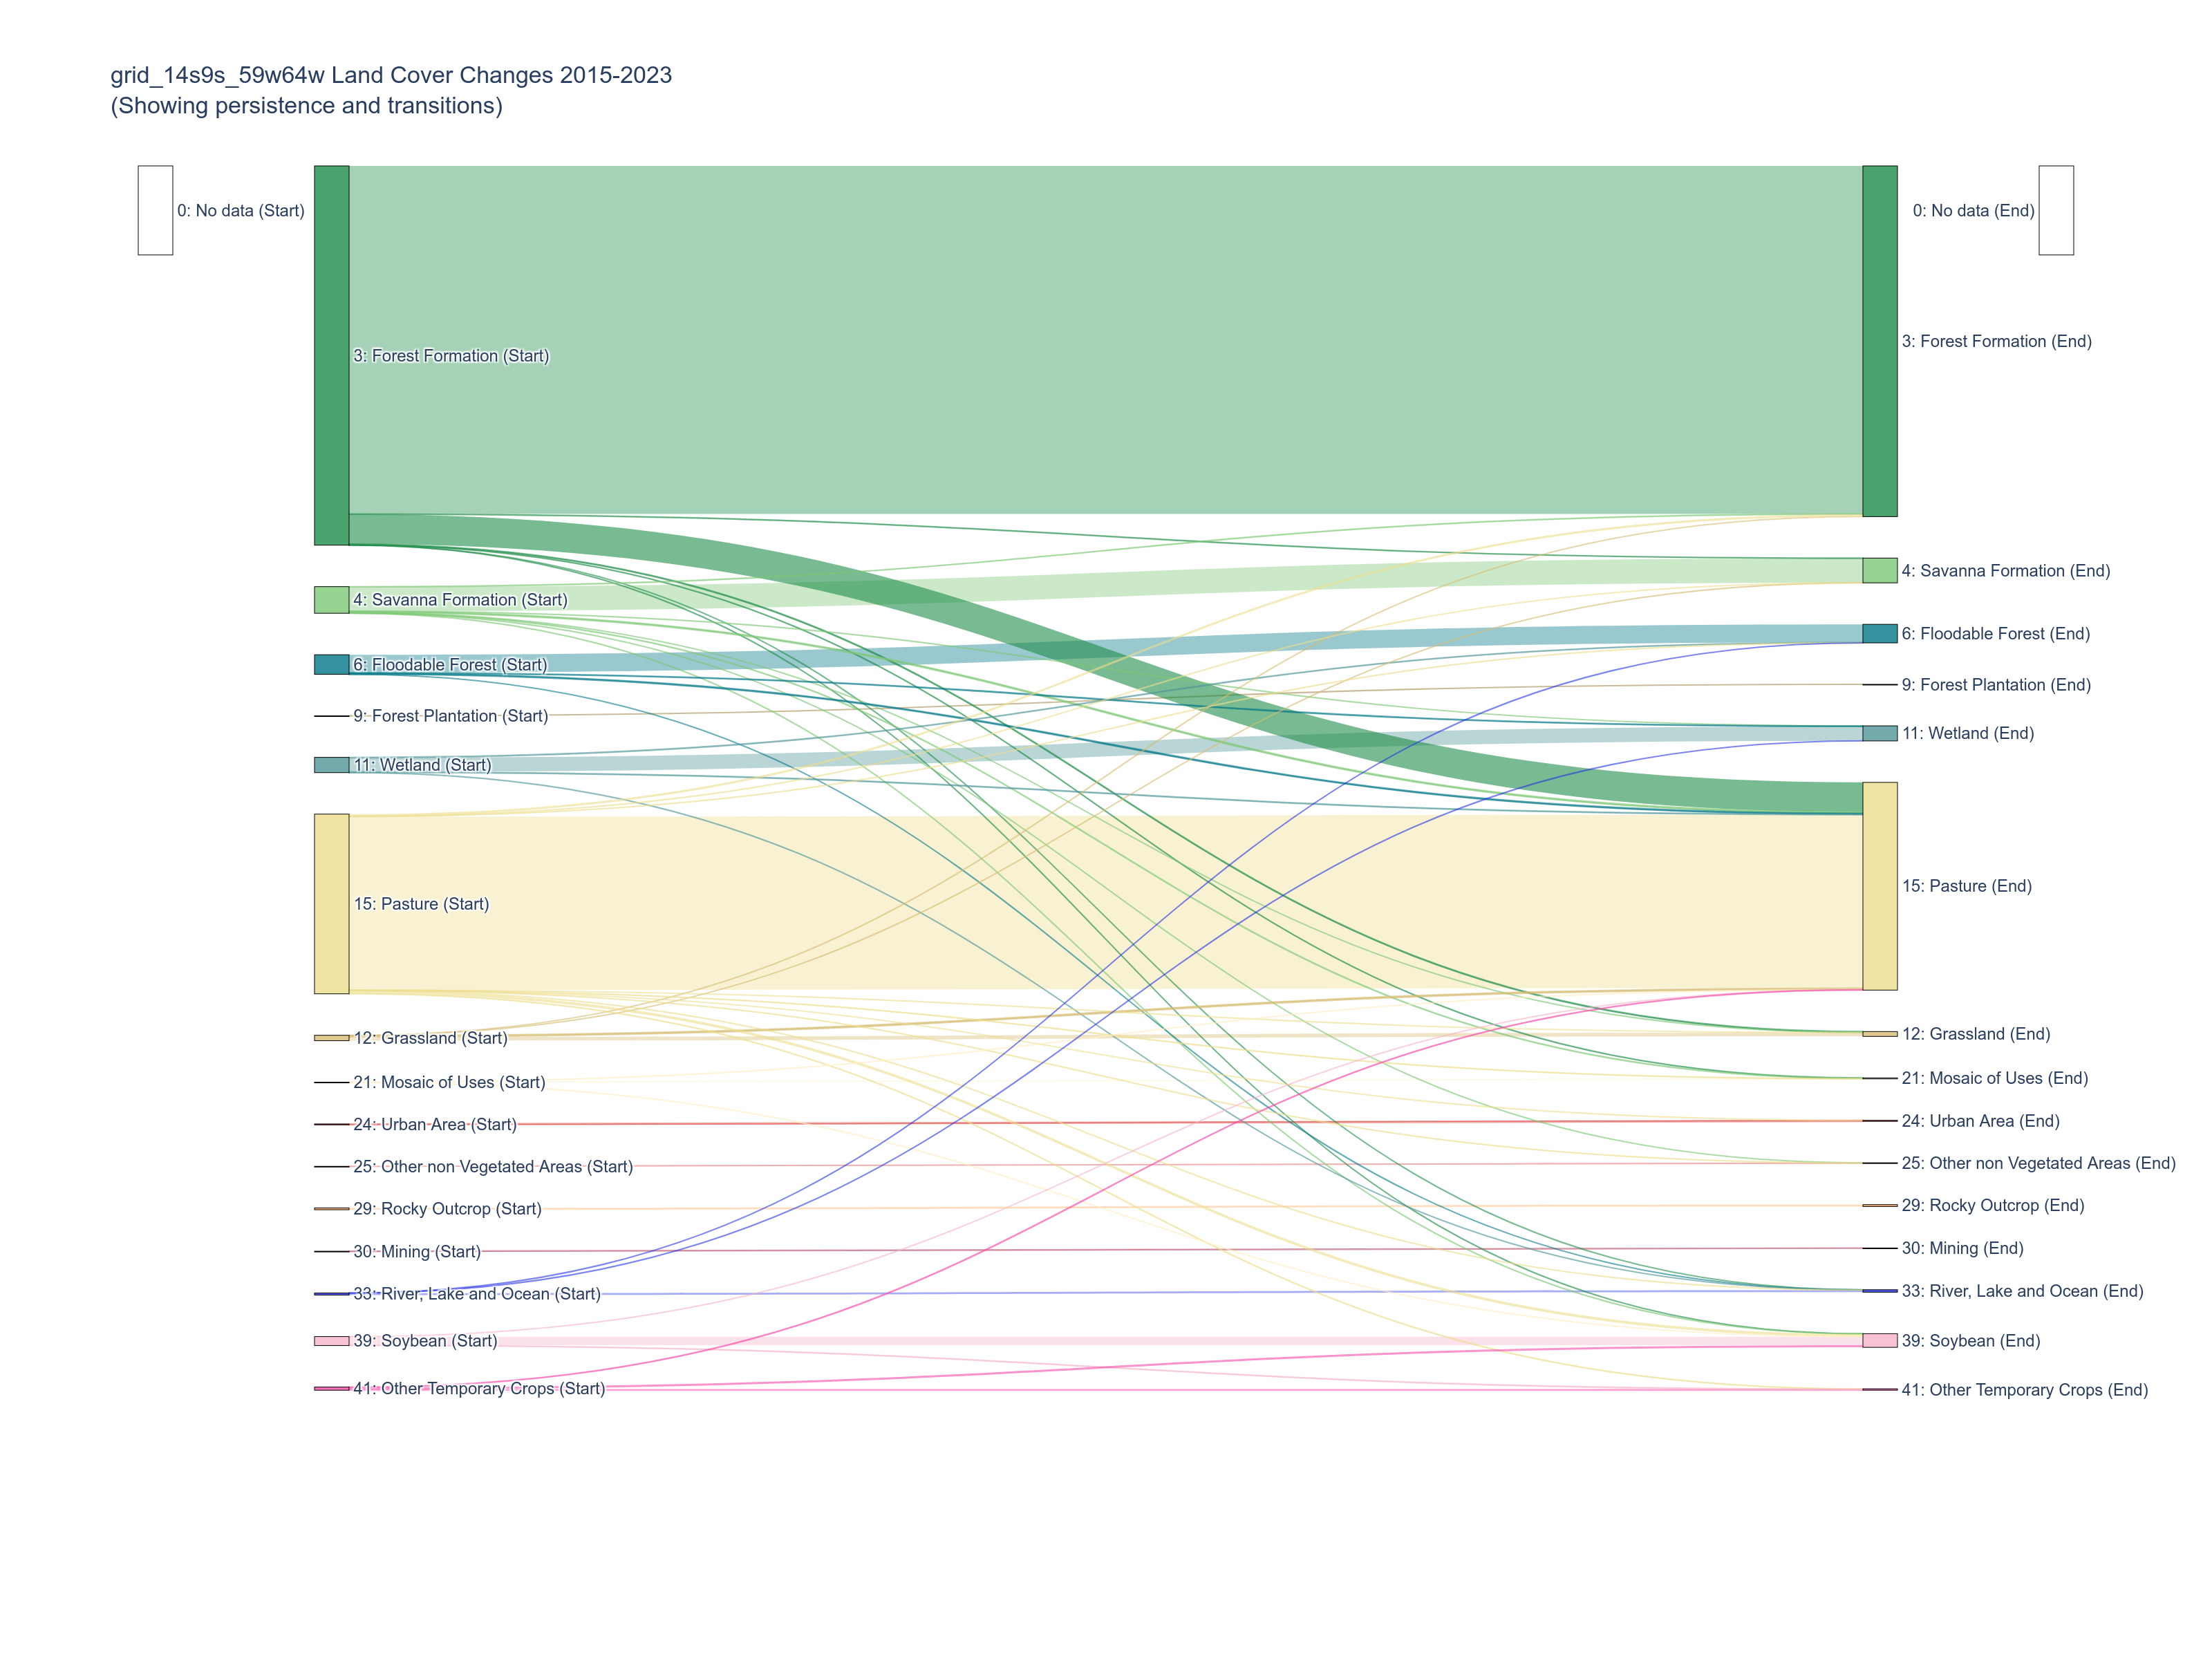 grid_14s9s_59w64w Land Cover Changes 2015-2023
(Showing persistence and transitions)
0: No data (Start)
3: Forest Formation (Start)
4: Savanna Formation (Start)
6: Floodable Forest (Start)
9: Forest Plantation (Start)
11: Wetland (Start)
15: Pasture (Start)
12: Grassland (Start)
21: Mosaic of Uses (Start)
24: Urban Area (Start)
25: Other non Vegetated Areas (Start)
29: Rocky Outcrop (Start)
30: Mining (Start)
33: River, Lake and Ocean (Start)
39: Soybean (Start)
41: Other Temporary Crops (Start)
0: No data (End)
3: Forest Formation (End)
4: Savanna Formation (End)
6: Floodable Forest (End)
9: Forest Plantation (End)
11: Wetland (End)
15: Pasture (End)
12: Grassland (End)
21: Mosaic of Uses (End)
24: Urban Area (End)
25: Other non Vegetated Areas (End)
29: Rocky Outcrop (End)
30: Mining (End)
33: River, Lake and Ocean (End)
39: Soybean (End)
41: Other Temporary Crops (End)